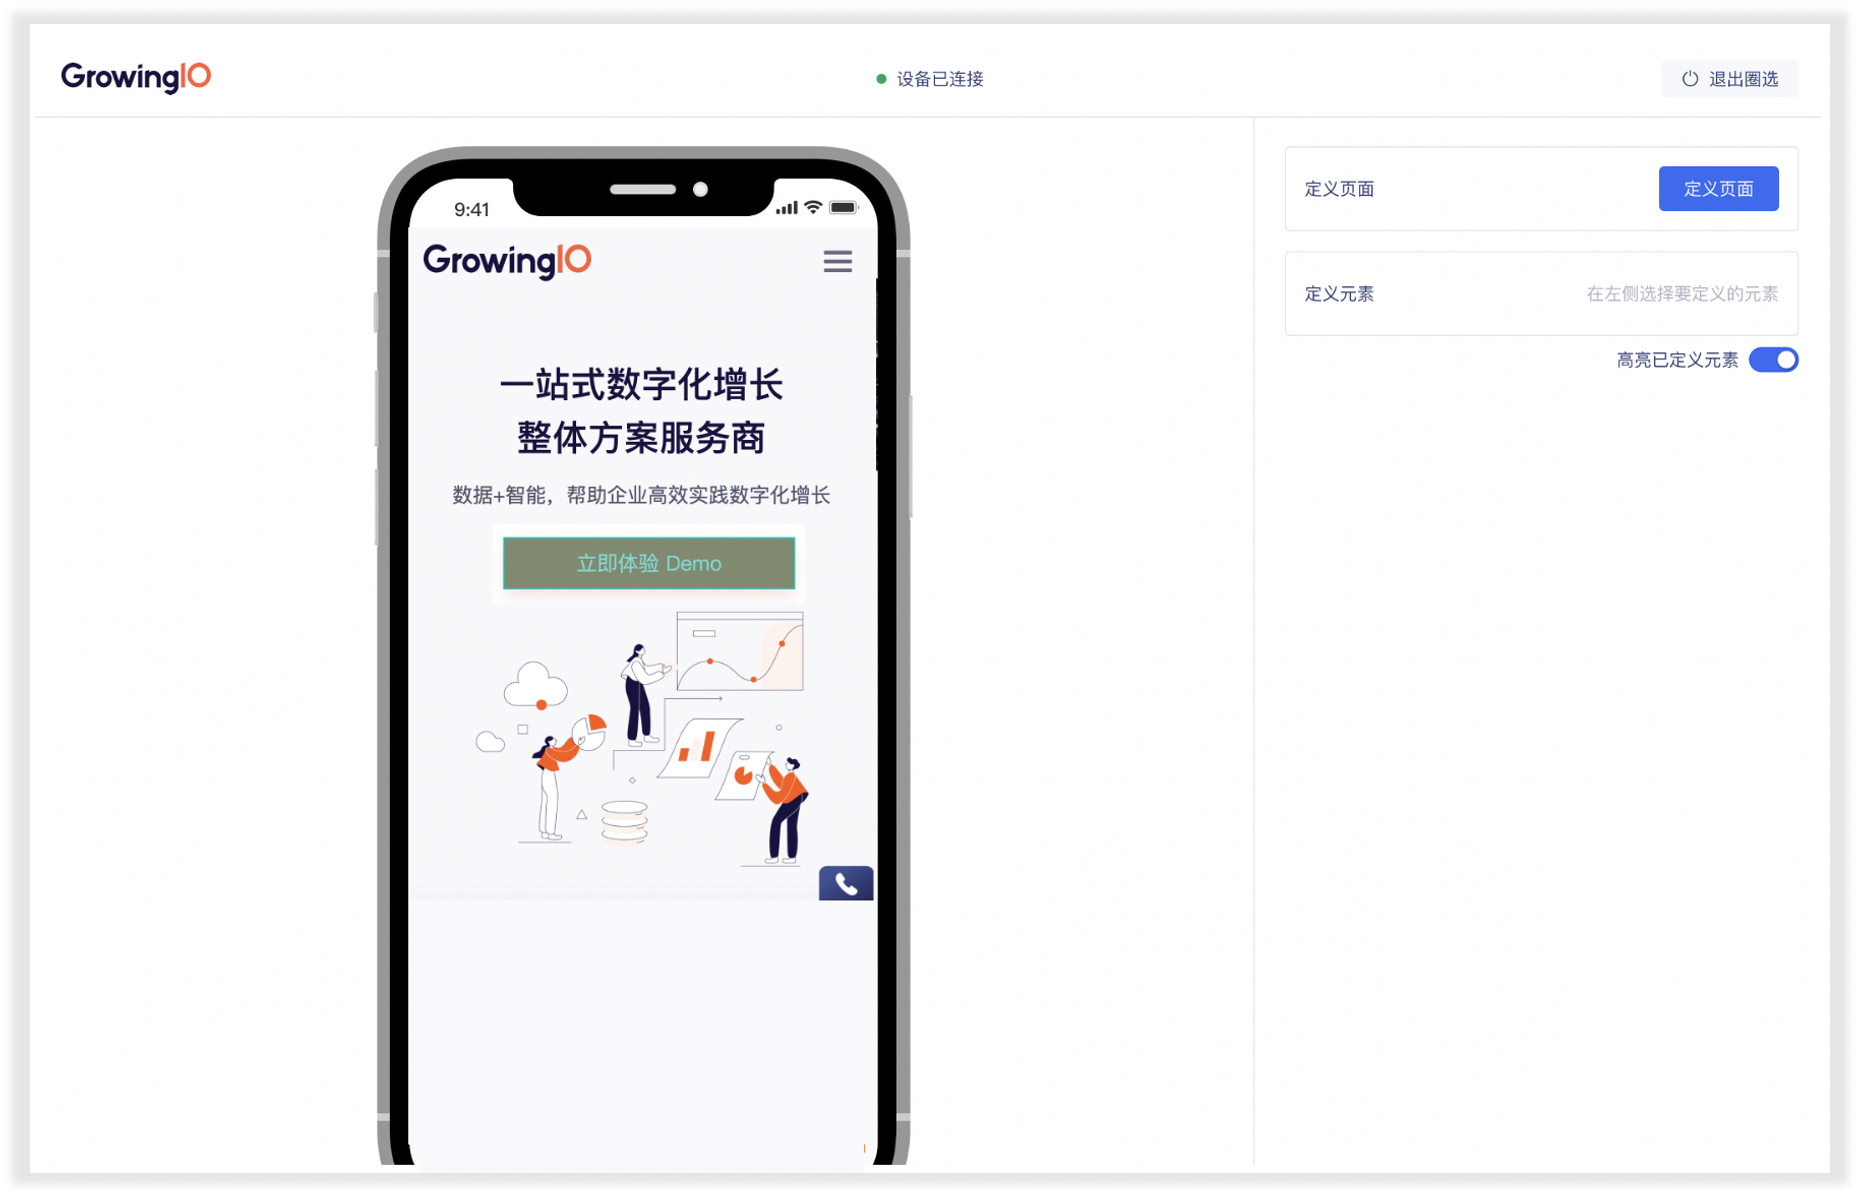 GrowingIO
设备已连接
退出圈选
9:41
GrowingIO
一站式数字化增长
整体方案服务商
数据+智能，帮助企业高效实践数字化增长
立即体验 Demo
定义页面
定义页面
定义元素
在左侧选择要定义的元素
高亮已定义元素